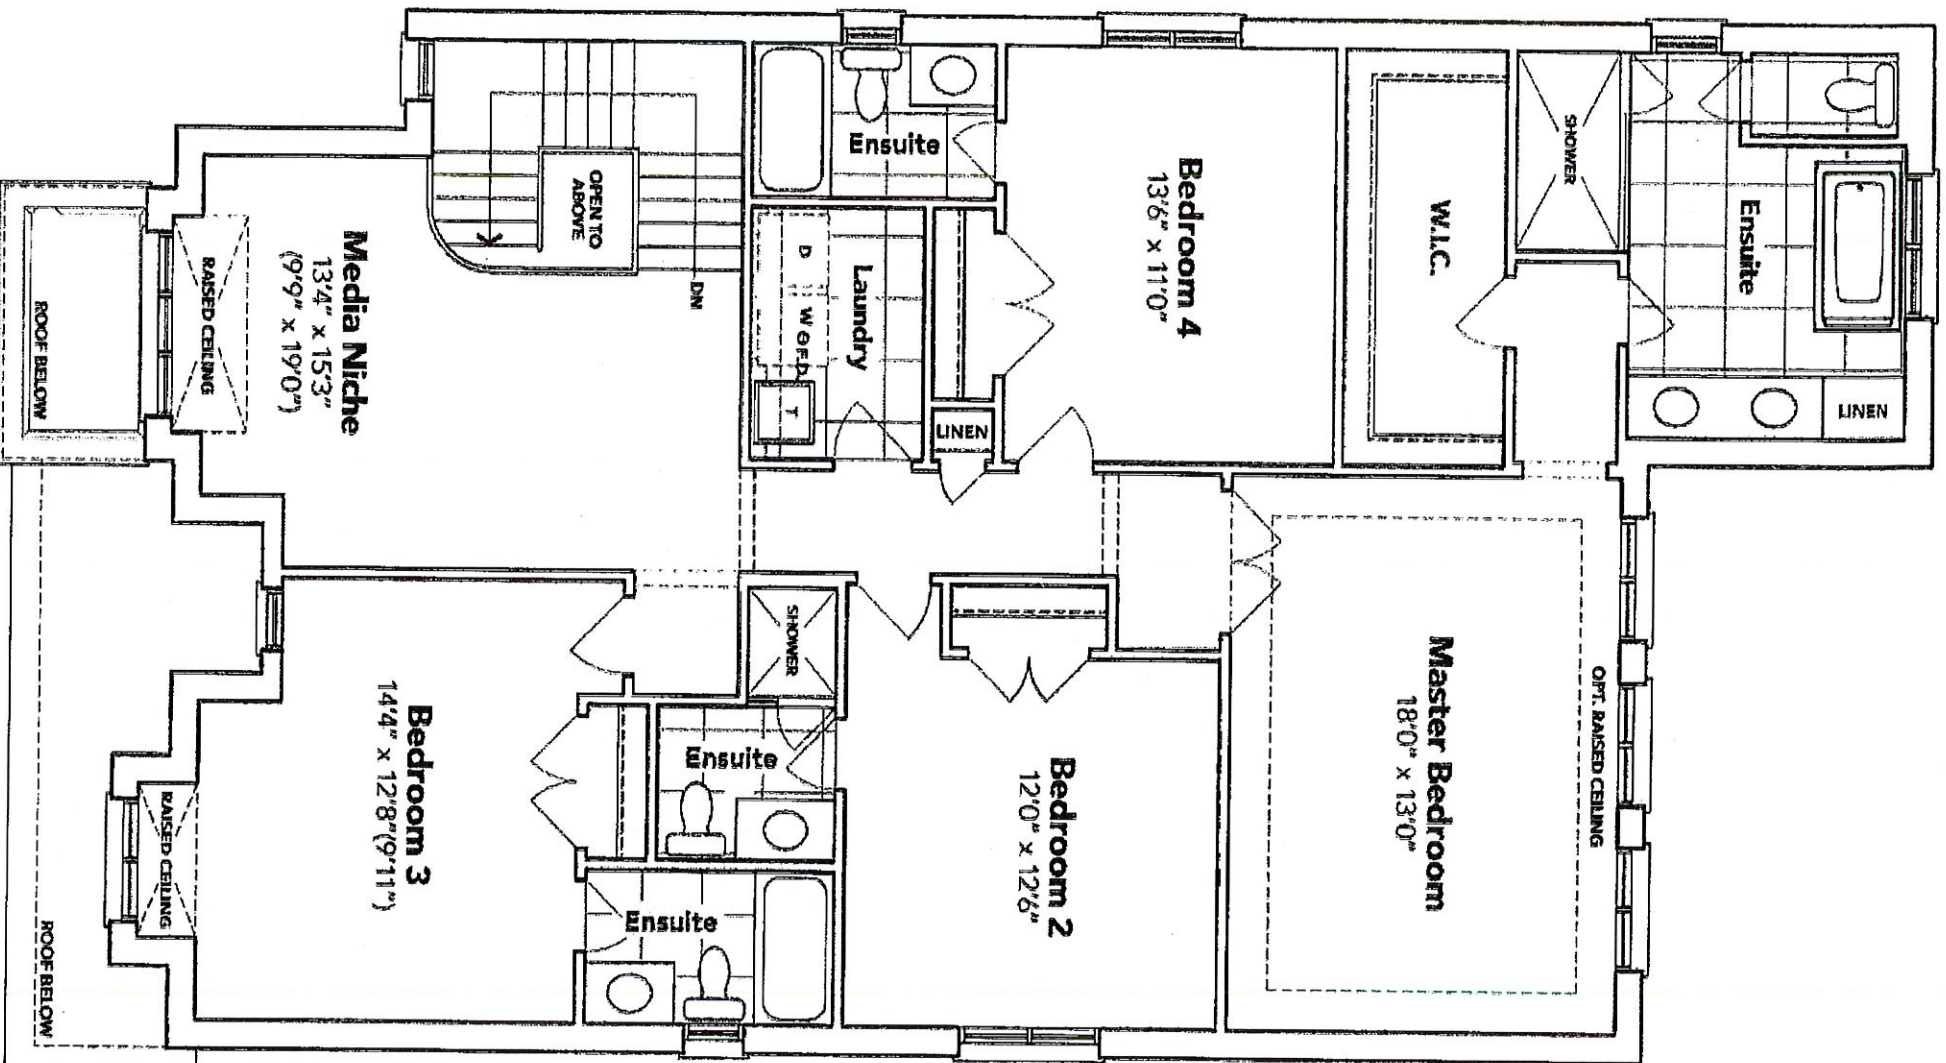 Ensuite
SHOWER
LINEN
W.I.C.
Bedroom 4
13'6" x 11'0"
Ensuite
OPEN TO
ABOVE
DN
Laundry
D
W
T
LINEN
Media Niche
13'4" x 15'3"
(9'9" x 19'0")
RAISED CEILING
ROOF BELOW
OPT. RAISED CEILING
Master Bedroom
18'0" x 13'0"
Bedroom 2
12'0" x 12'6"
SHOWER
Ensuite
Ensuite
Bedroom 3
14'4" x 12'8"(9'11")
RAISED CEILING
ROOF BELOW